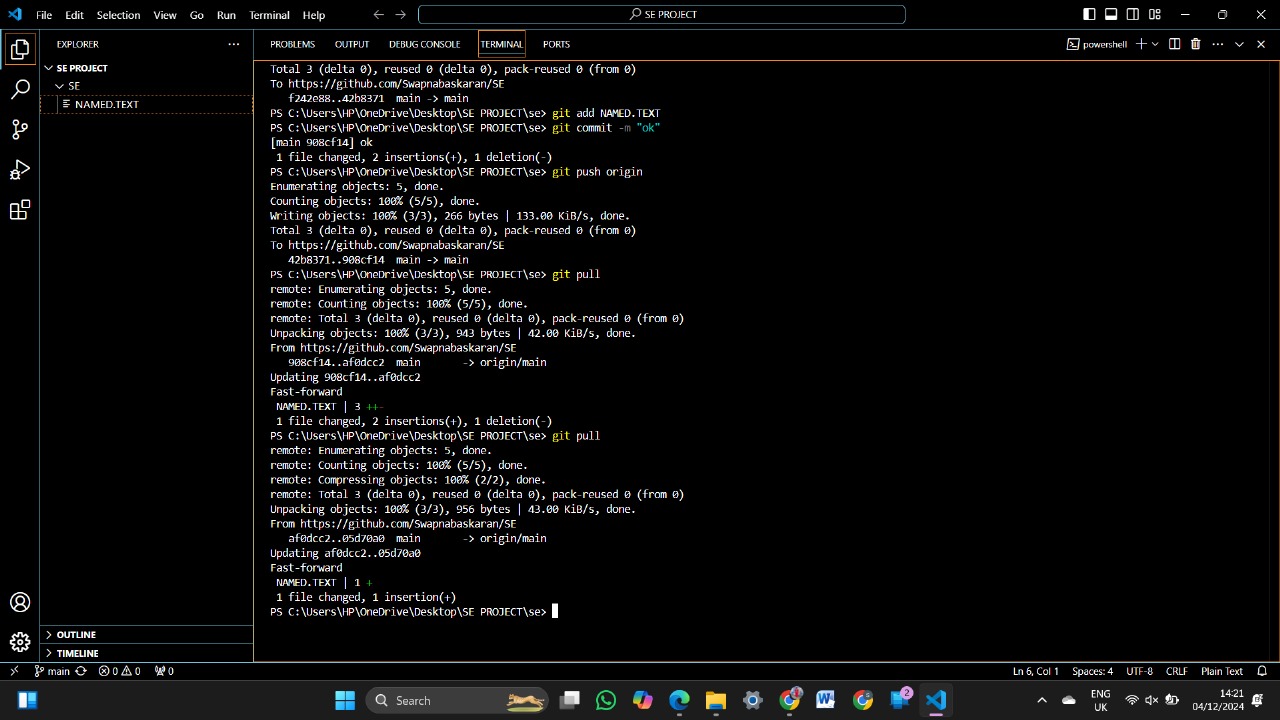 File Edit Selection View Go Run Terminal Help
SE PROJECT
EXPLORER
SE PROJECT
SE
NAMED.TEXT
OUTLINE
TIMELINE
PROBLEMS OUTPUT DEBUG CONSOLE TERMINAL PORTS
powershell
Total 3 (delta 0), reused 0 (delta 0), pack-reused 0 (from 0)
To https://github.com/Swapnabaskaran/SE
f242e88..42b8371 main -> main
PS C:\Users\HP\OneDrive\Desktop\SE PROJECT\se> git add NAMED.TEXT
PS C:\Users\HP\OneDrive\Desktop\SE PROJECT\se> git commit -m "ok"
[main 908cf14] ok
1 file changed, 2 insertions(+), 1 deletion(-)
PS C:\Users\HP\OneDrive\Desktop\SE PROJECT\se> git push origin
Enumerating objects: 5, done.
Counting objects: 100% (5/5), done.
Writing objects: 100% (3/3), 266 bytes | 133.00 KiB/s, done.
Total 3 (delta 0), reused 0 (delta 0), pack-reused 0 (from 0)
To https://github.com/Swapnabaskaran/SE
42b8371..908cf14 main -> main
PS C:\Users\HP\OneDrive\Desktop\SE PROJECT\se> git pull
remote: Enumerating objects: 5, done.
remote: Counting objects: 100% (5/5), done.
remote: Total 3 (delta 0), reused 0 (delta 0), pack-reused 0 (from 0)
Unpacking objects: 100% (3/3), 943 bytes | 42.00 KiB/s, done.
From https://github.com/Swapnabaskaran/SE
908cf14..af0dcc2 main -> origin/main
Updating 908cf14..af0dcc2
Fast-forward
NAMED.TEXT | 3 ++-
1 file changed, 2 insertions(+), 1 deletion(-)
PS C:\Users\HP\OneDrive\Desktop\SE PROJECT\se> git pull
remote: Enumerating objects: 5, done.
remote: Counting objects: 100% (5/5), done.
remote: Compressing objects: 100% (2/2), done.
remote: Total 3 (delta 0), reused 0 (delta 0), pack-reused 0 (from 0)
Unpacking objects: 100% (3/3), 956 bytes | 43.00 KiB/s, done.
From https://github.com/Swapnabaskaran/SE
af0dcc2..05d70a0 main -> origin/main
Updating af0dcc2..05d70a0
Fast-forward
NAMED.TEXT | 1 +
1 file changed, 1 insertion(+)
PS C:\Users\HP\OneDrive\Desktop\SE PROJECT\se>
main 0 0 0 Ln 6, Col 1 Spaces: 4 UTF-8 CRLF Plain Text
Search
2
ENG
UK
14:21
04/12/2024